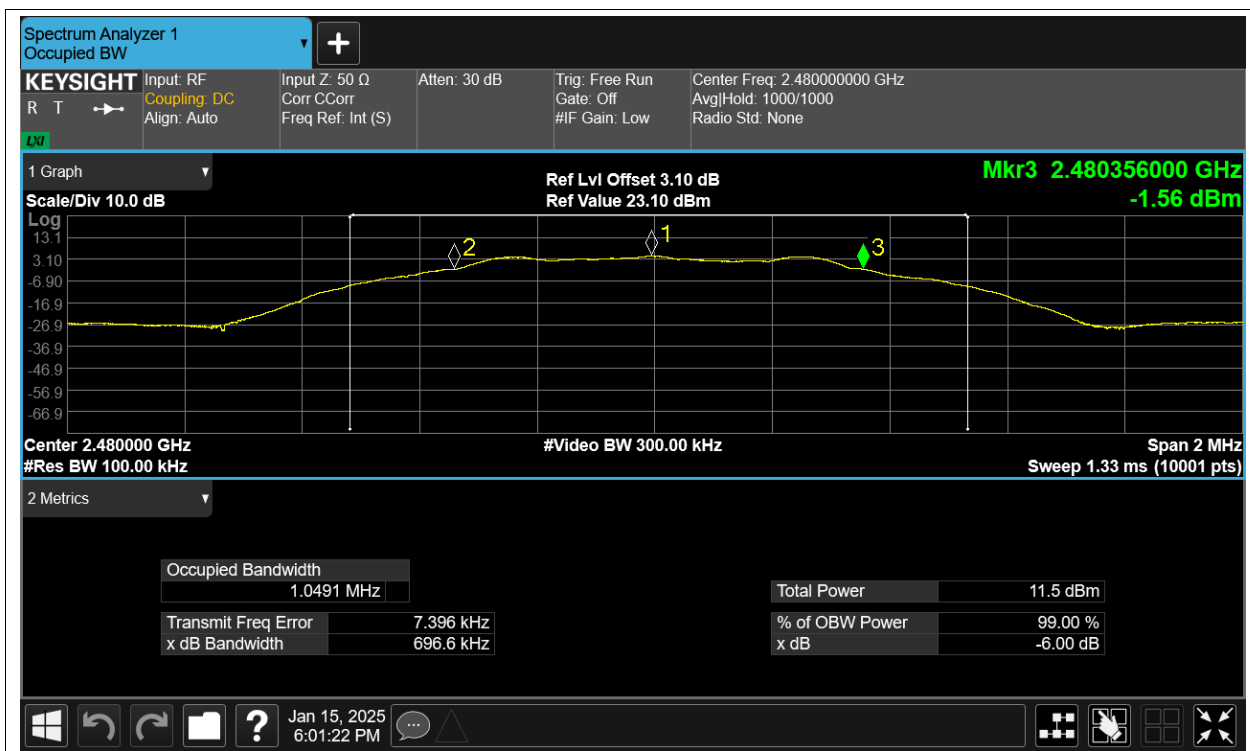 Spectrum Analyzer 1
Occupied BW
+
KEYSIGHT
R T
LXI
Input: RF
Coupling: DC
Align: Auto
Input Z: 50 Ω
Corr CCorr
Freq Ref: Int (S)
Atten: 30 dB
Trig: Free Run
Gate: Off
#IF Gain: Low
Center Freq: 2.480000000 GHz
Avg|Hold: 1000/1000
Radio Std: None
1 Graph
Scale/Div 10.0 dB
Ref Lvl Offset 3.10 dB
Ref Value 23.10 dBm
Mkr3 2.480356000 GHz
-1.56 dBm
Log
13.1
3.10
-6.90
-16.9
-26.9
-36.9
-46.9
-56.9
-66.9
2
1
3
Center 2.480000 GHz
#Res BW 100.00 kHz
#Video BW 300.00 kHz
Span 2 MHz
Sweep 1.33 ms (10001 pts)
2 Metrics
Occupied Bandwidth
1.0491 MHz
Transmit Freq Error 7.396 kHz
x dB Bandwidth 696.6 kHz
Total Power 11.5 dBm
% of OBW Power 99.00 %
x dB -6.00 dB
?
Jan 15, 2025
6:01:22 PM